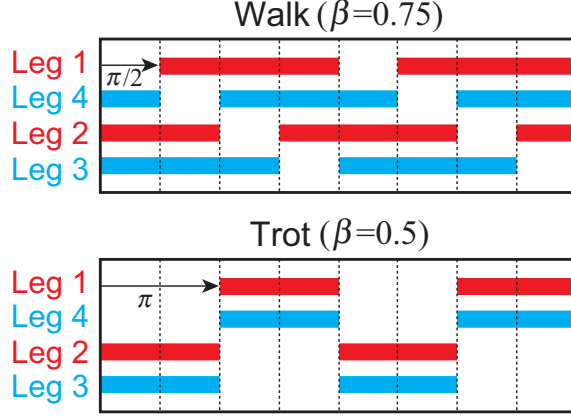 Walk (β=0.75)
Leg 1
π/2
Leg 4
Leg 2
Leg 3
Trot (β=0.5)
Leg 1
π
Leg 4
Leg 2
Leg 3